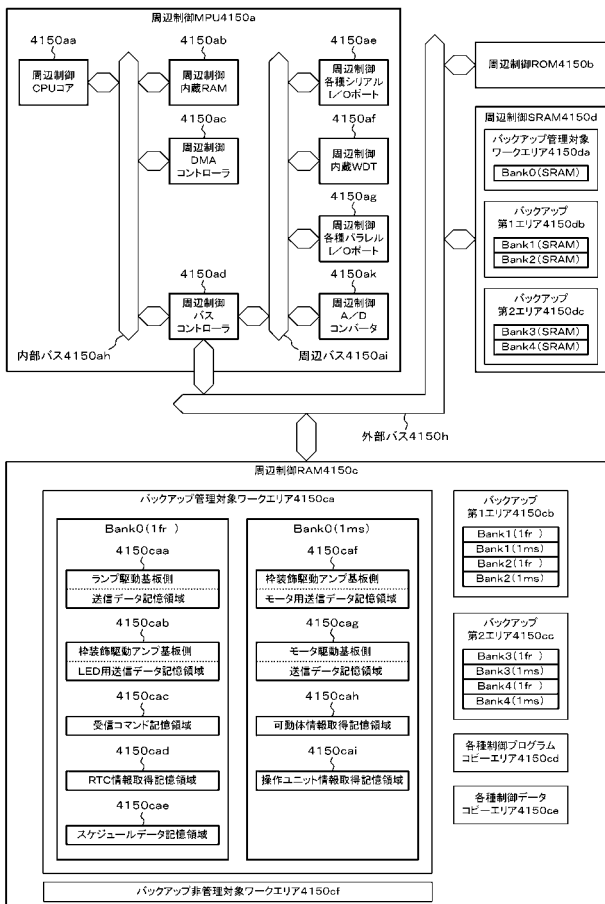 周辺制御MPU4150a
4150aa
周辺制御
CPUコア
4150ab
周辺制御
内蔵RAM
4150ac
周辺制御
DMA
コントローラ
4150ad
周辺制御
バス
コントローラ
内部バス4150ah
4150ae
周辺制御
各種シリアル
I/Oポート
4150af
周辺制御
内蔵WDT
4150ag
周辺制御
各種パラレル
I/Oポート
4150ak
周辺制御
A/D
コンバータ
周辺バス4150ai
周辺制御ROM4150b
周辺制御SRAM4150d
バックアップ管理対象
ワークエリア4150da
Bank0(SRAM)
バックアップ
第1エリア4150db
Bank1(SRAM)
Bank2(SRAM)
バックアップ
第2エリア4150dc
Bank3(SRAM)
Bank4(SRAM)
外部バス4150h
周辺制御RAM4150c
バックアップ管理対象ワークエリア4150ca
Bank0(1fr )
4150caa
ランプ駆動基板側
送信データ記憶領域
4150cab
枠装飾駆動アンプ基板側
LED用送信データ記憶領域
4150cac
受信コマンド記憶領域
4150cad
RTC情報取得記憶領域
4150cae
スケジュールデータ記憶領域
Bank0(1ms)
4150caf
枠装飾駆動アンプ基板側
モータ用送信データ記憶領域
4150cag
モータ駆動基板側
送信データ記憶領域
4150cah
可動体情報取得記憶領域
4150cai
操作ユニット情報取得記憶領域
バックアップ
第1エリア4150cb
Bank1(1fr )
Bank1(1ms)
Bank2(1fr )
Bank2(1ms)
バックアップ
第2エリア4150cc
Bank3(1fr )
Bank3(1ms)
Bank4(1fr )
Bank4(1ms)
各種制御プログラム
コピーエリア4150cd
各種制御データ
コピーエリア4150ce
バックアップ非管理対象ワークエリア4150cf